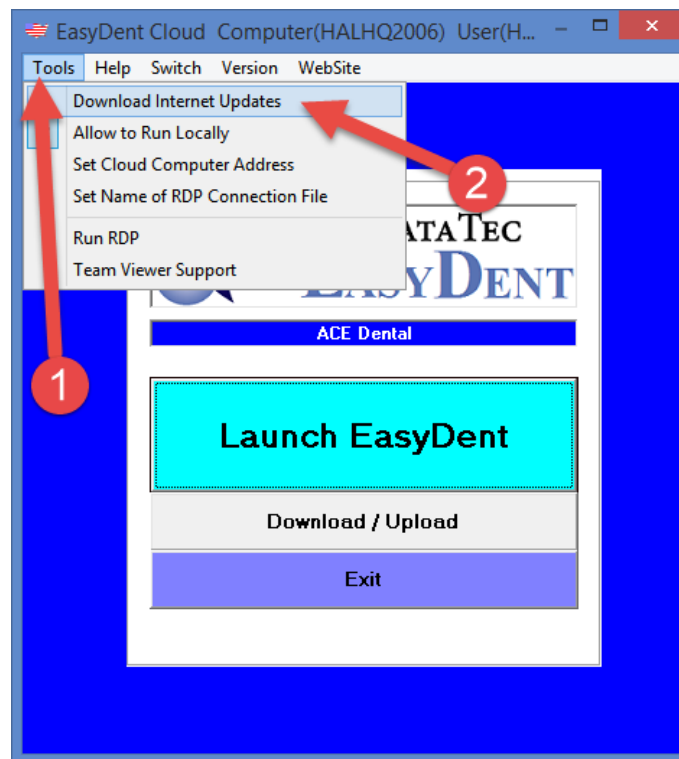 EasyDent Cloud Computer(HALHQ2006) User(H...
Tools Help Switch Version WebSite
Download Internet Updates
Allow to Run Locally
Set Cloud Computer Address
Set Name of RDP Connection File
2
Run RDP
Team Viewer Support
ATATEC
EASYDENT
ACE Dental
1
Launch EasyDent
Download / Upload
Exit